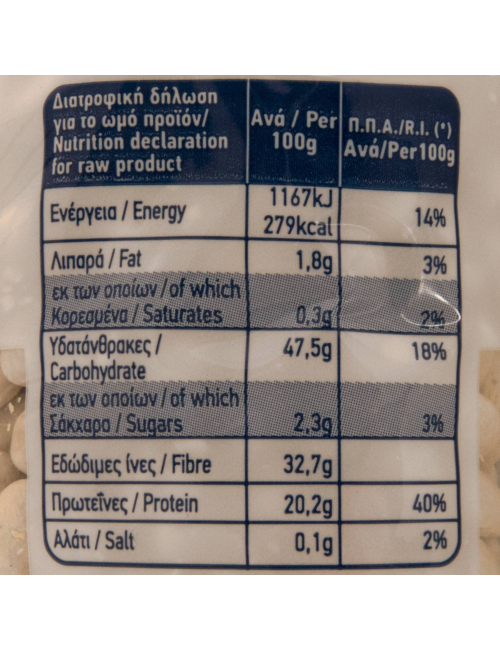 Διατροφική δήλωση
για το ωμό προϊόν/
Nutrition declaration
for raw product
Ανά / Per
100g
Π.Π.Α./R.I. (*)
Ανά/Per100g
Ενέργεια / Energy
1167kJ
279kcal
14%
Λιπαρά / Fat
1,8g
3%
εκ των οποίων / of which
Κορεσμένα / Saturates
0,3g
2%
Υδατάνθρακες /
Carbohydrate
47,5g
18%
εκ των οποίων / of which
Σάκχαρα / Sugars
2,3g
3%
Εδώδιμες ίνες / Fibre
32,7g
Πρωτεΐνες / Protein
20,2g
40%
Αλάτι / Salt
0,1g
2%